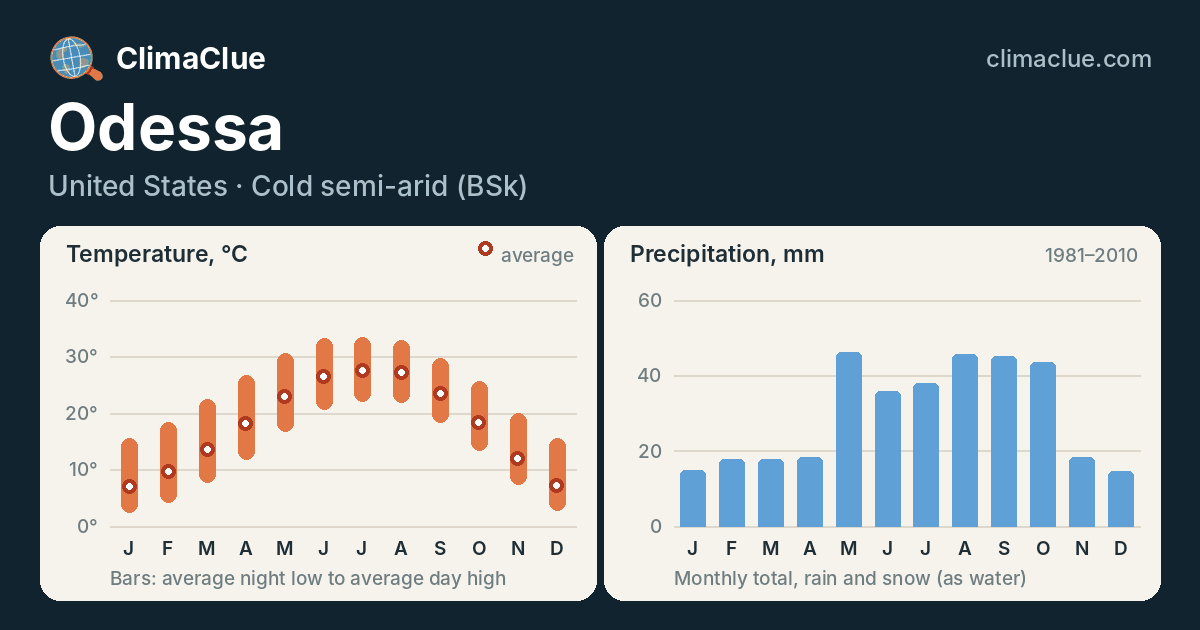 ClimaClue
climaclue.com
Odessa
United States · Cold semi-arid (BSk)
Temperature, °C
average
40°
30°
20°
10°
0°
J F M A M J J A S O N D
Bars: average night low to average day high
Precipitation, mm
1981–2010
60
40
20
0
J F M A M J J A S O N D
Monthly total, rain and snow (as water)